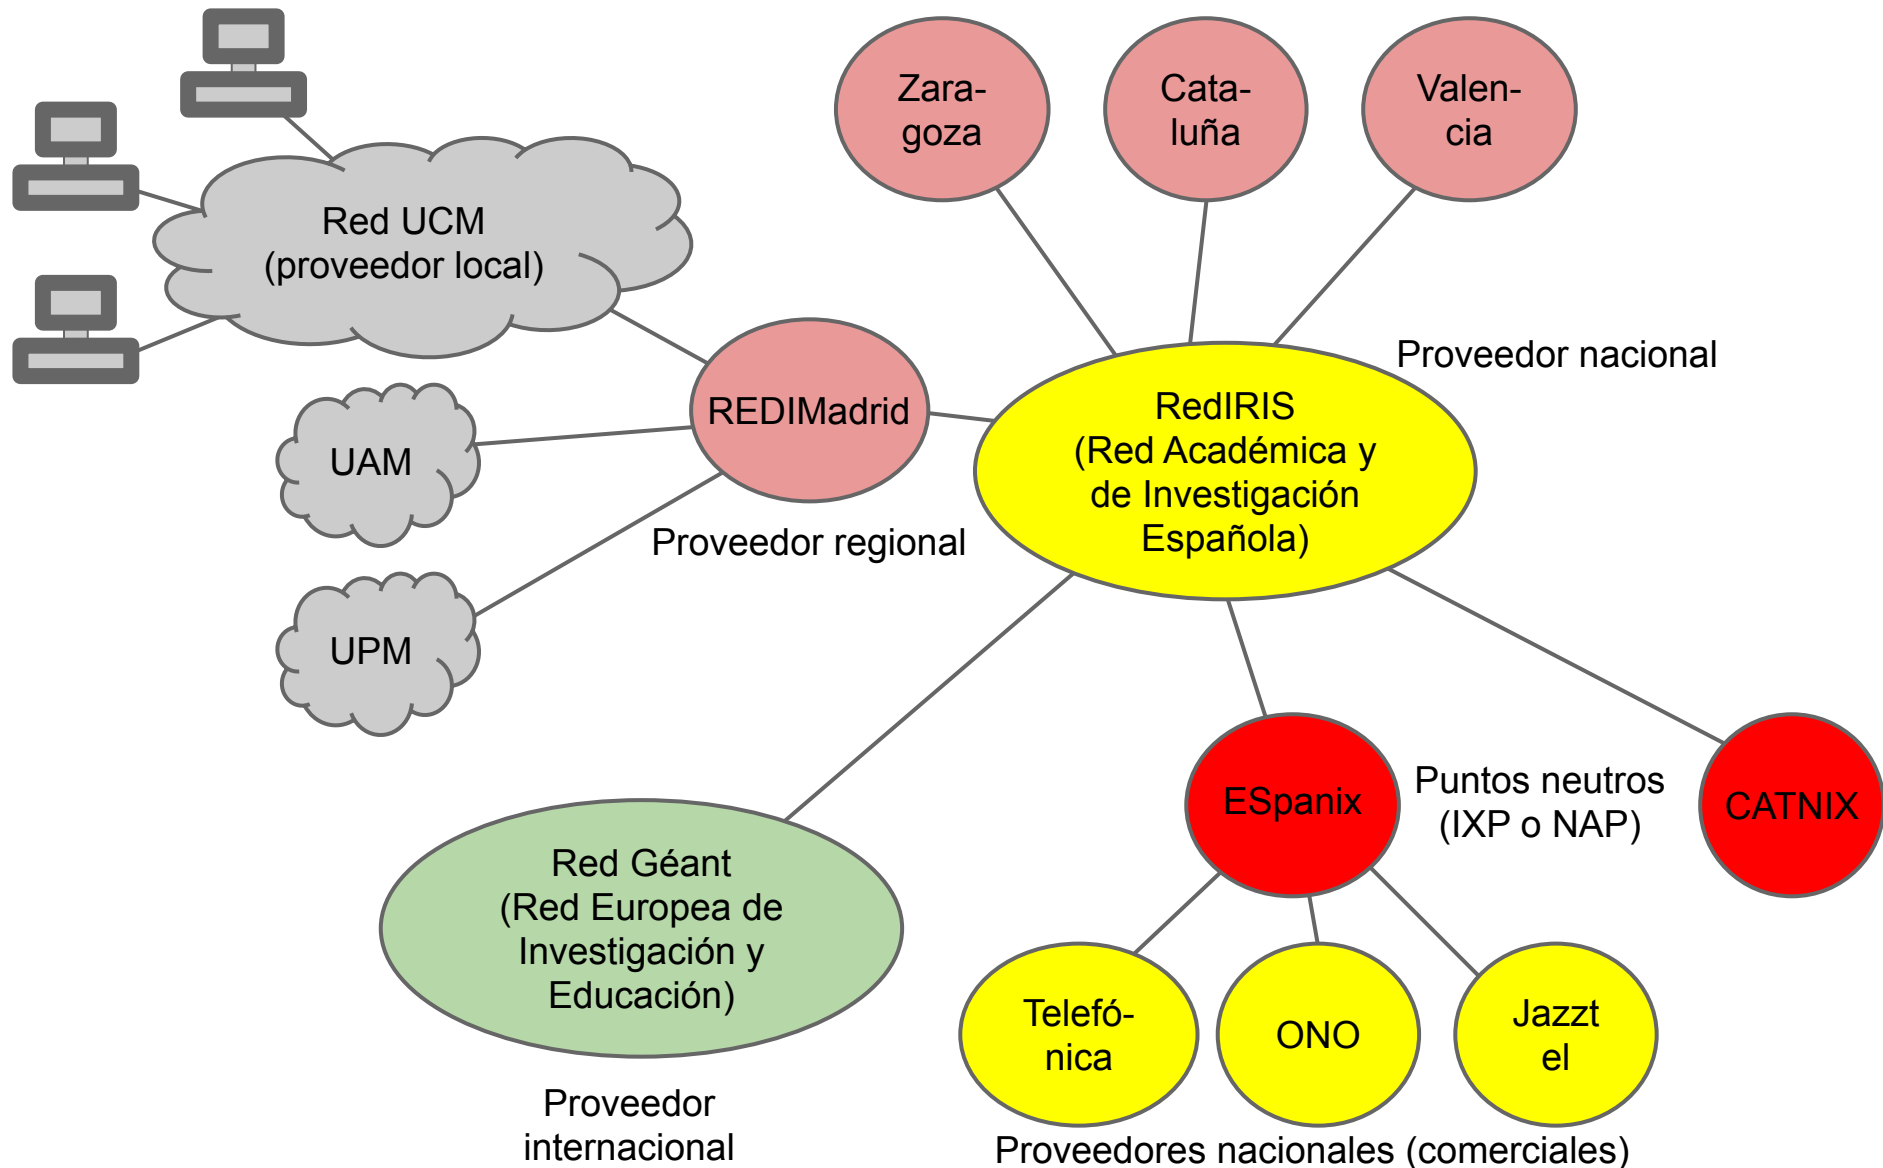 Zara-
goza
Cata-
luña
Valen-
cia
Red UCM
(proveedor local)
Proveedor nacional
REDIMadrid
RedIRIS
(Red Académica y
de Investigación
Española)
UAM
Proveedor regional
UPM
ESpanix
Puntos neutros
(IXP o NAP)
CATNIX
Red Géant
(Red Europea de
Investigación y
Educación)
Telefó-
nica
ONO
Jazzt
el
Proveedor
internacional
Proveedores nacionales (comerciales)